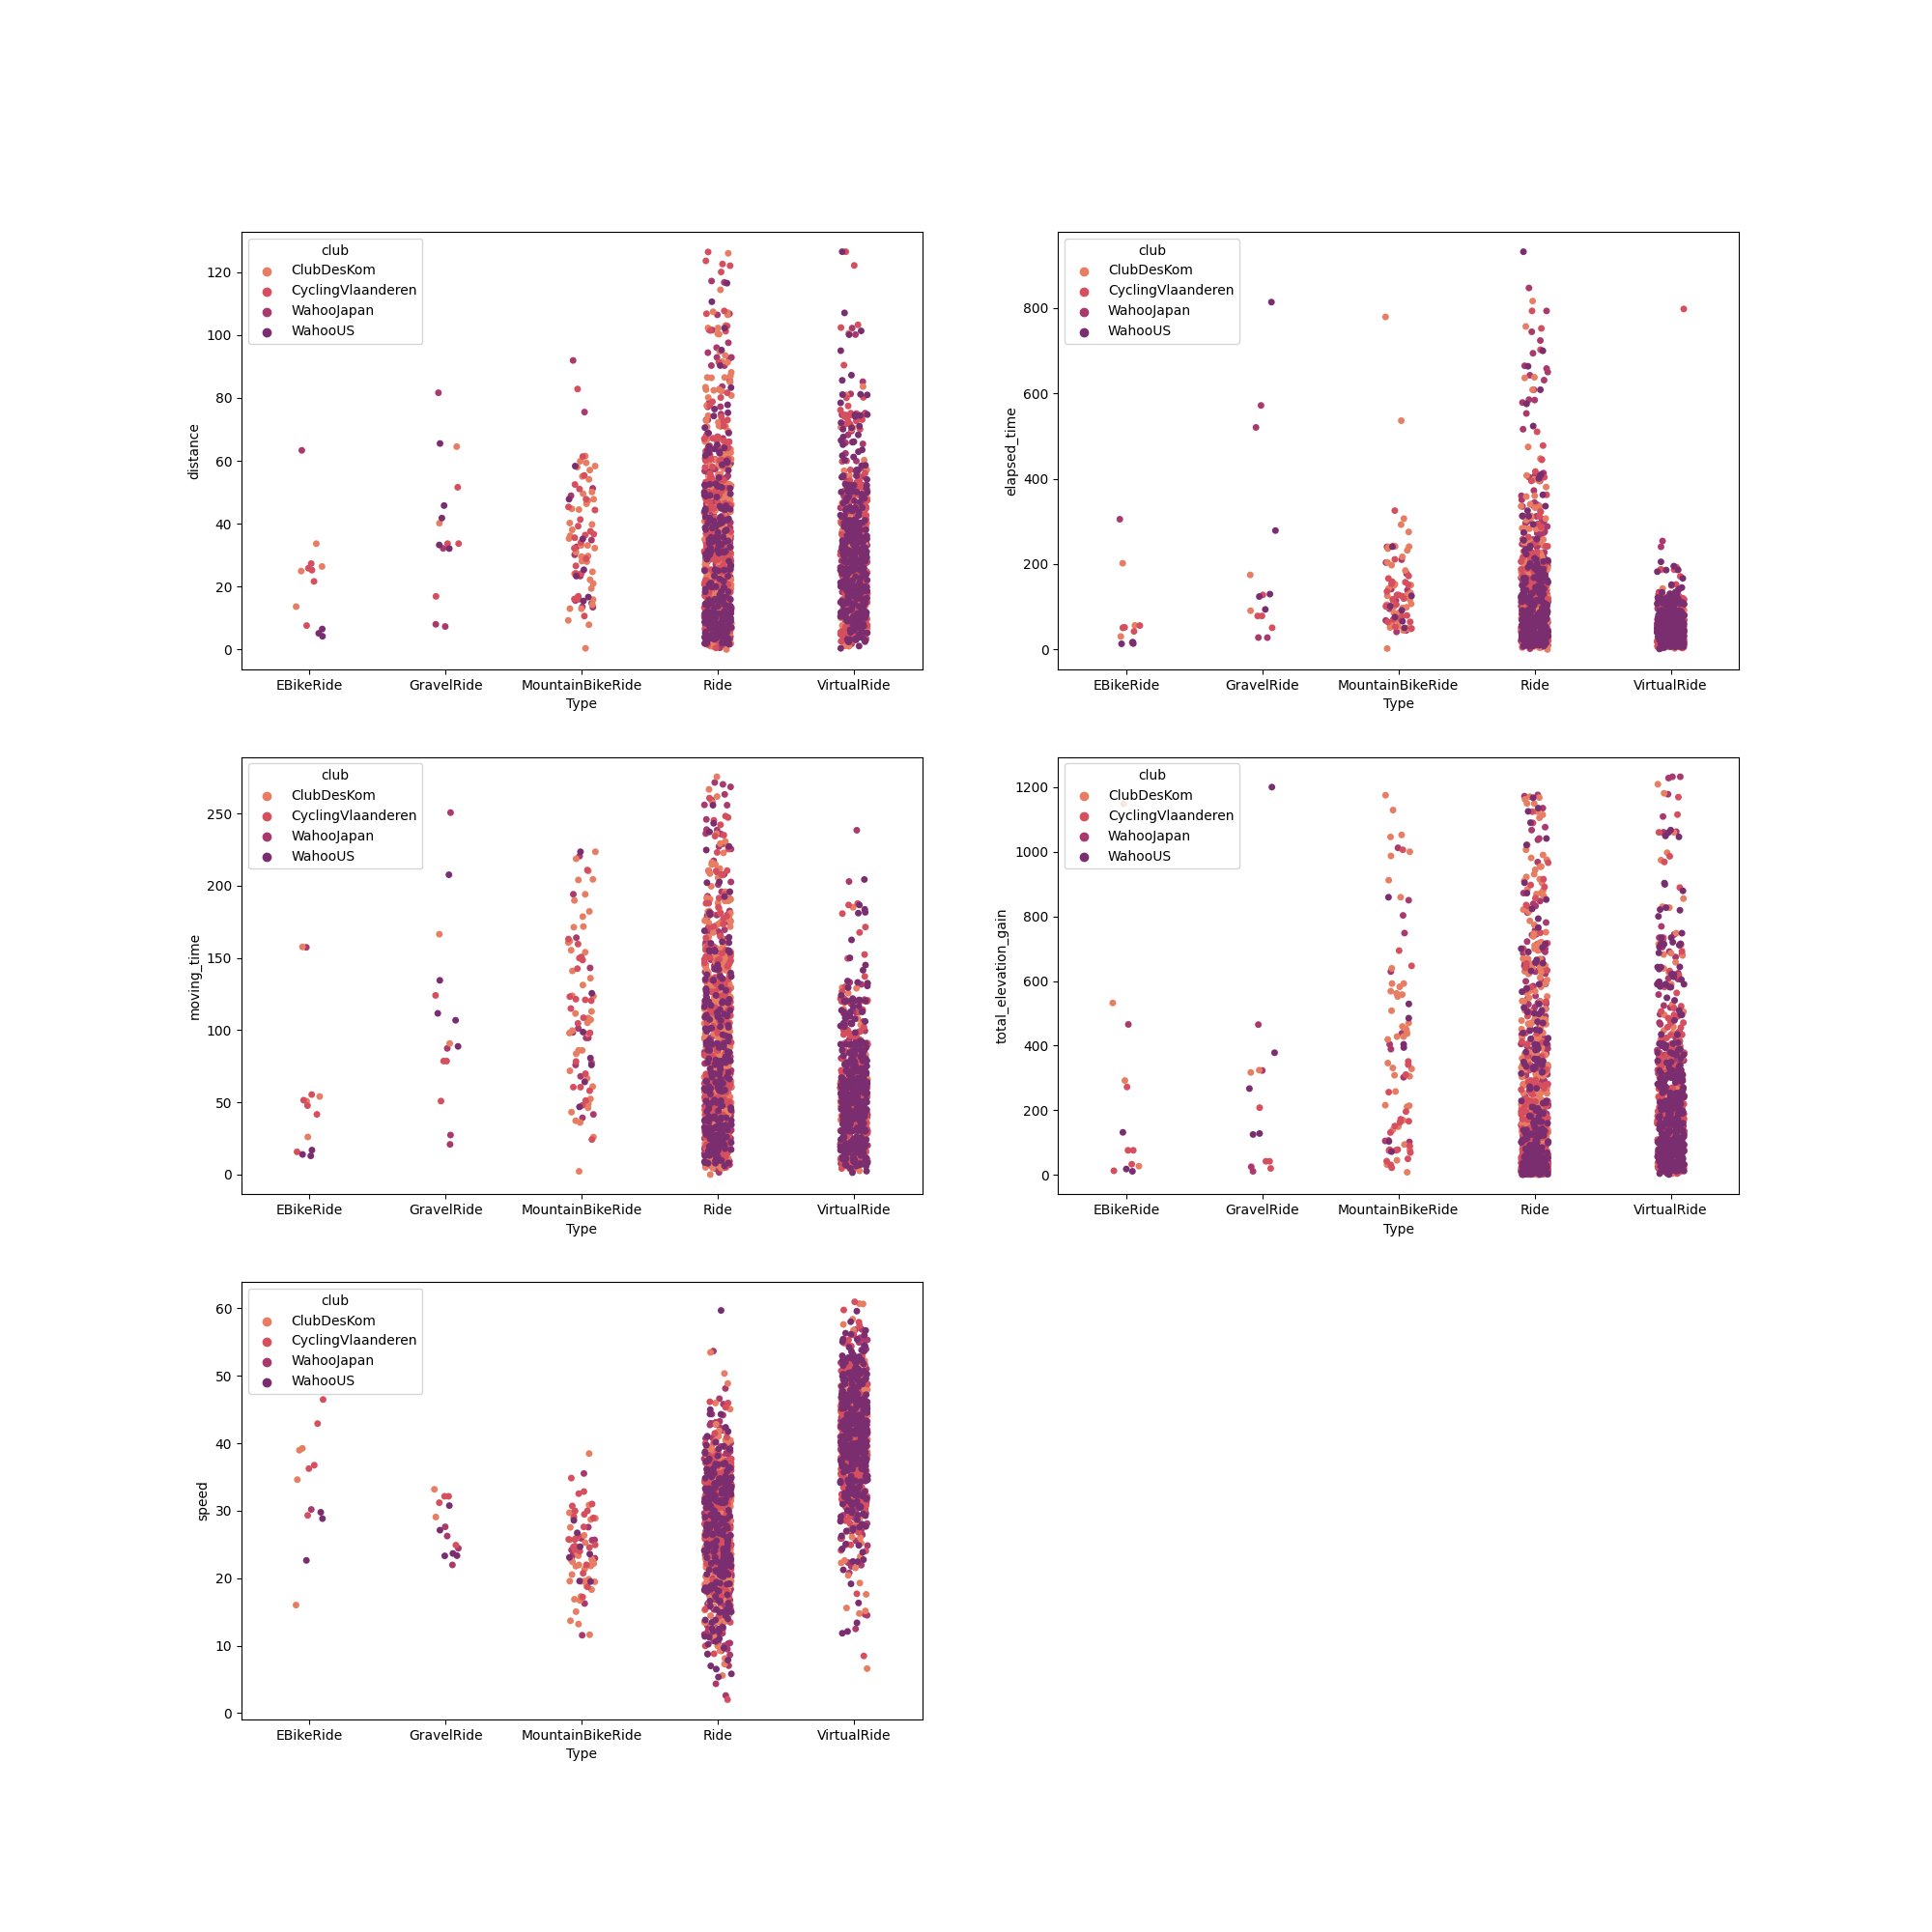 club
ClubDesKom
CyclingVlaanderen
WahooJapan
WahooUS
120
100
80
60
40
20
0
distance
EBikeRide GravelRide MountainBikeRide Ride VirtualRide
Type
club
ClubDesKom
CyclingVlaanderen
WahooJapan
WahooUS
800
600
400
200
0
elapsed_time
EBikeRide GravelRide MountainBikeRide Ride VirtualRide
Type
club
ClubDesKom
CyclingVlaanderen
WahooJapan
WahooUS
250
200
150
100
50
0
moving_time
EBikeRide GravelRide MountainBikeRide Ride VirtualRide
Type
club
ClubDesKom
CyclingVlaanderen
WahooJapan
WahooUS
1200
1000
800
600
400
200
0
total_elevation_gain
EBikeRide GravelRide MountainBikeRide Ride VirtualRide
Type
club
ClubDesKom
CyclingVlaanderen
WahooJapan
WahooUS
60
50
40
30
20
10
0
speed
EBikeRide GravelRide MountainBikeRide Ride VirtualRide
Type